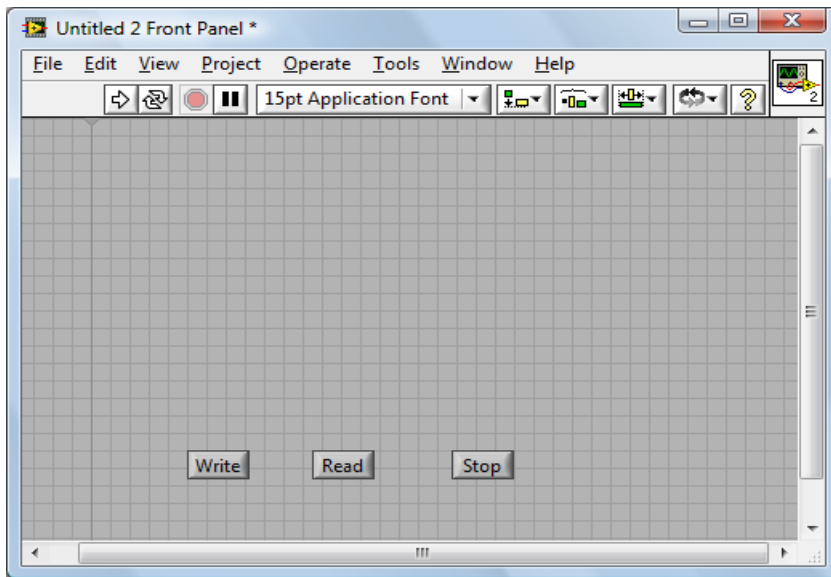 Untitled 2 Front Panel *
File Edit View Project Operate Tools Window Help
15pt Application Font
2
Write Read Stop